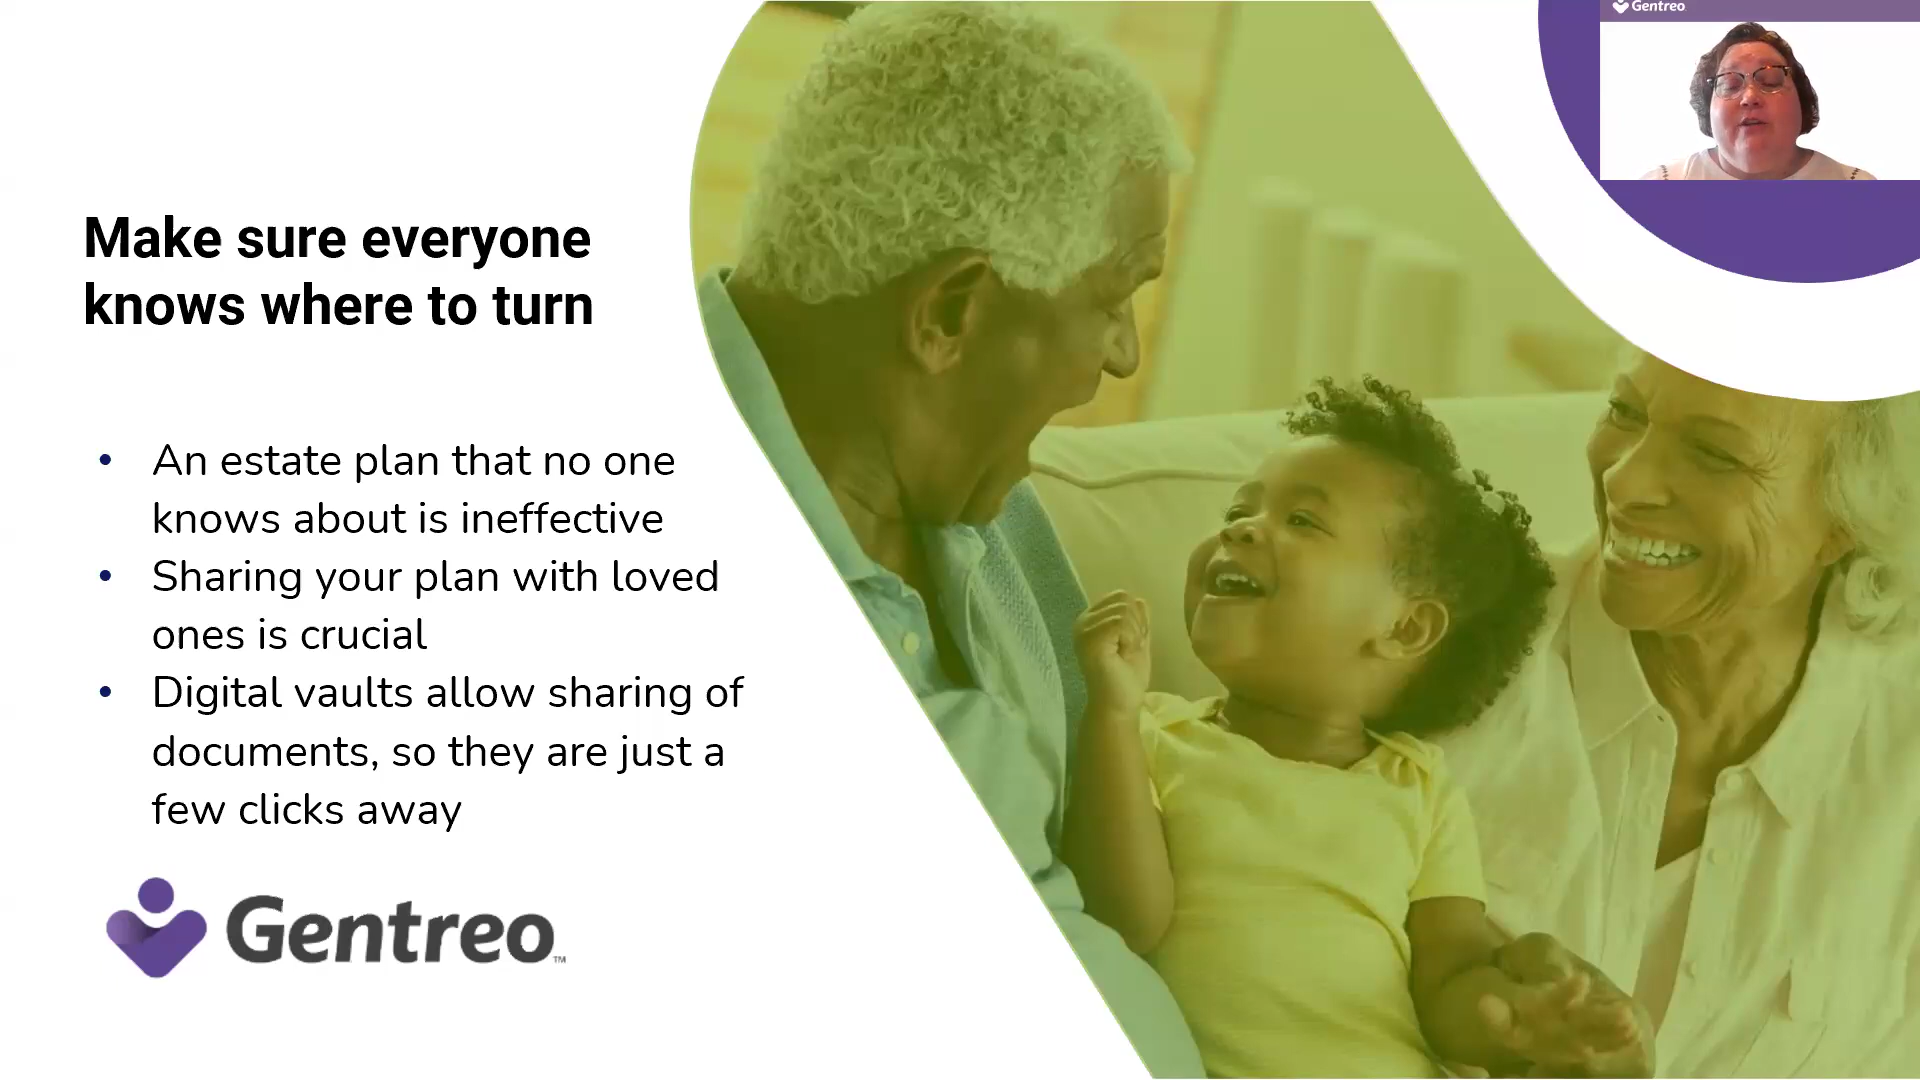 Gentreo
Make sure everyone
knows where to turn
• An estate plan that no one
knows about is ineffective
• Sharing your plan with loved
ones is crucial
• Digital vaults allow sharing of
documents, so they are just a
few clicks away
Gentreo™